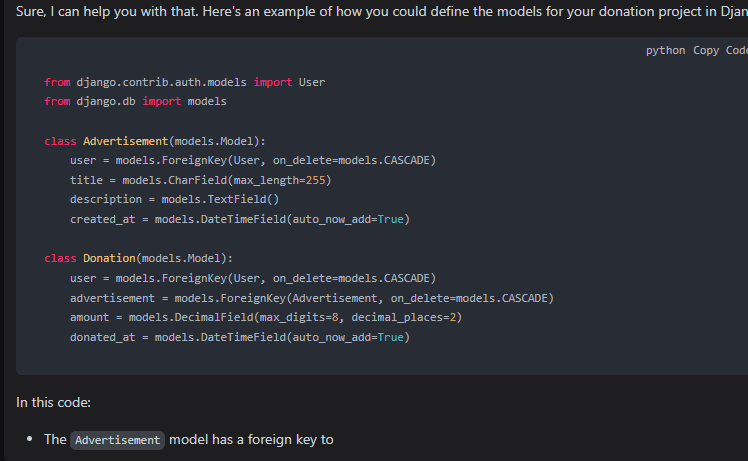 Sure, I can help you with that. Here's an example of how you could define the models for your donation project in
python Copy Code
from django.contrib.auth.models import User
from django.db import models
class Advertisement(models.Model):
user = models.ForeignKey(User, on_delete=models.CASCADE)
title = models.CharField(max_length=255)
description = models.TextField()
created_at = models.DateTimeField(auto_now_add=True)
class Donation(models.Model):
user = models.ForeignKey(User, on_delete=models.CASCADE)
advertisement = models.ForeignKey(Advertisement, on_delete=models.CASCADE)
amount = models.DecimalField(max_digits=8, decimal_places=2)
donated_at = models.DateTimeField(auto_now_add=True)
In this code:
• The Advertisement model has a foreign key to